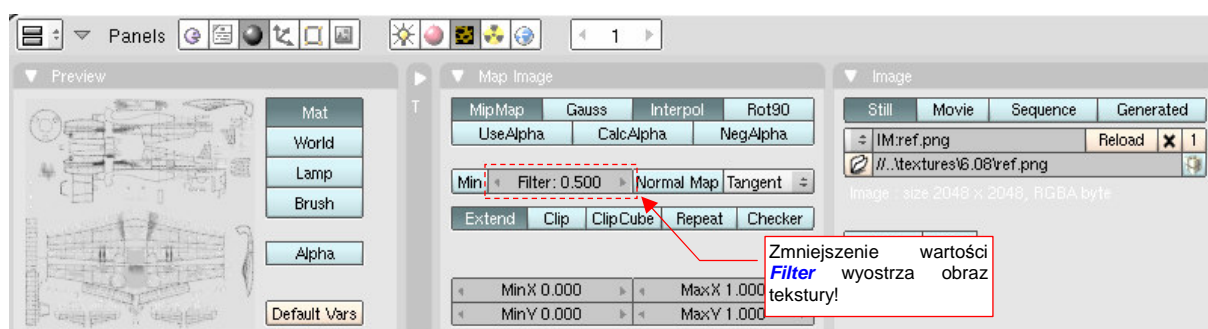 Panels
1
Preview
Mat
World
Lamp
Brush
Alpha
Default Vars
T
Map Image
MipMap Gauss Interpol Rot90
UseAlpha CalcAlpha NegAlpha
Min Filter: 0.500 Normal Map Tangent
Extend Clip ClipCube Repeat Checker
MinX 0.000 MaxX 1.000
MinY 0.000 MaxY 1.000
Zmniejszenie wartości
Filter wyostrza obraz
tekstury!
Image
Still Movie Sequence Generated
IM:ref.png Reload 1
//..\textures\6.08\ref.png
Image : size 2048 x 2048, RGBA byte